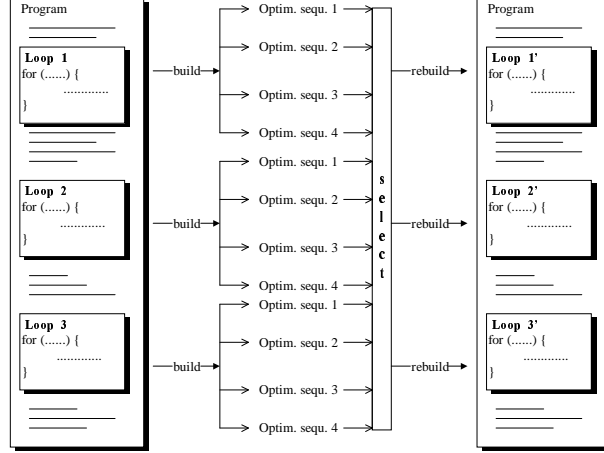 Program
Loop 1
for (......) {
.............
}
Loop 2
for (......) {
.............
}
Loop 3
for (......) {
.............
}
build
build
build
Optim. sequ. 1
Optim. sequ. 2
Optim. sequ. 3
Optim. sequ. 4
Optim. sequ. 1
Optim. sequ. 2
Optim. sequ. 3
Optim. sequ. 4
Optim. sequ. 1
Optim. sequ. 2
Optim. sequ. 3
Optim. sequ. 4
select
rebuild
rebuild
rebuild
Program
Loop 1'
for (......) {
.............
}
Loop 2'
for (......) {
.............
}
Loop 3'
for (......) {
.............
}